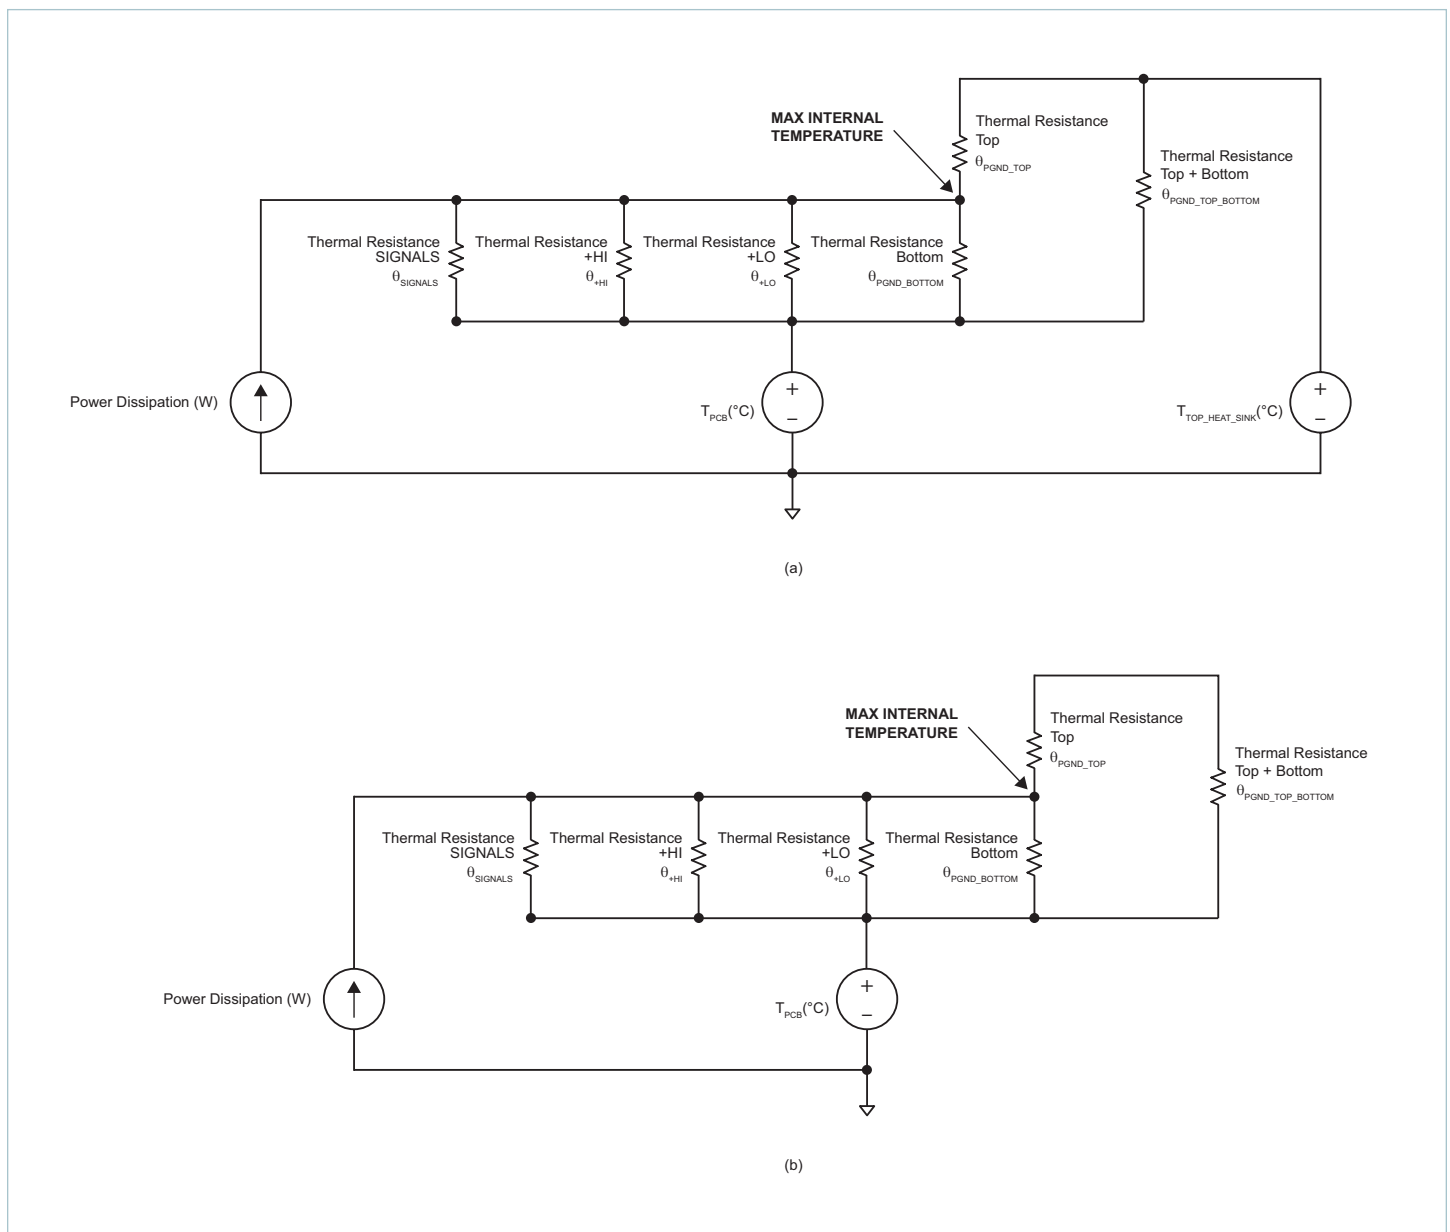 MAX INTERNAL
TEMPERATURE
Thermal Resistance
Top
θPGND_TOP
Thermal Resistance
Top + Bottom
θPGND_TOP_BOTTOM
Thermal Resistance
SIGNALS
θSIGNALS
Thermal Resistance
+HI
θ+HI
Thermal Resistance
+LO
θ+LO
Thermal Resistance
Bottom
θPGND_BOTTOM
Power Dissipation (W)
TPCB(°C)
+
−
TTOP_HEAT_SINK(°C)
+
−
(a)
MAX INTERNAL
TEMPERATURE
Thermal Resistance
Top
θPGND_TOP
Thermal Resistance
Top + Bottom
θPGND_TOP_BOTTOM
Thermal Resistance
SIGNALS
θSIGNALS
Thermal Resistance
+HI
θ+HI
Thermal Resistance
+LO
θ+LO
Thermal Resistance
Bottom
θPGND_BOTTOM
Power Dissipation (W)
TPCB(°C)
+
−
(b)